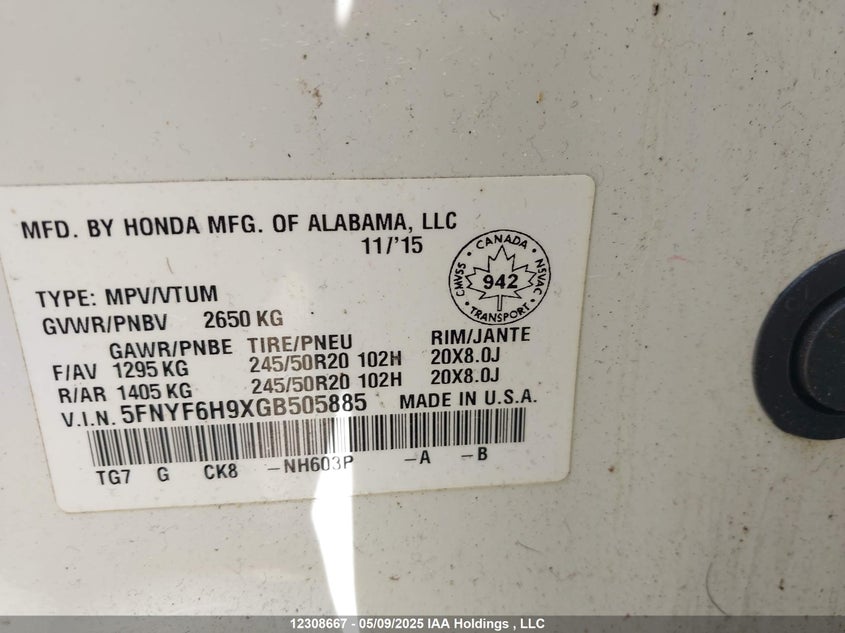 MFD. BY HONDA MFG. OF ALABAMA, LLC
11/'15
CANADA
CMVSS 942 NSVAC
TRANSPORT
TYPE: MPV/VTUM
GVWR/PNBV 2650 KG
GAWR/PNBE TIRE/PNEU RIM/JANTE
F/AV 1295 KG 245/50R20 102H 20X8.0J
R/AR 1405 KG 245/50R20 102H 20X8.0J
V.I.N. 5FNYF6H9XGB505885 MADE IN U.S.A.
TG7 G CK8 -NH603P -A -B
12308667 - 05/09/2025 IAA Holdings , LLC